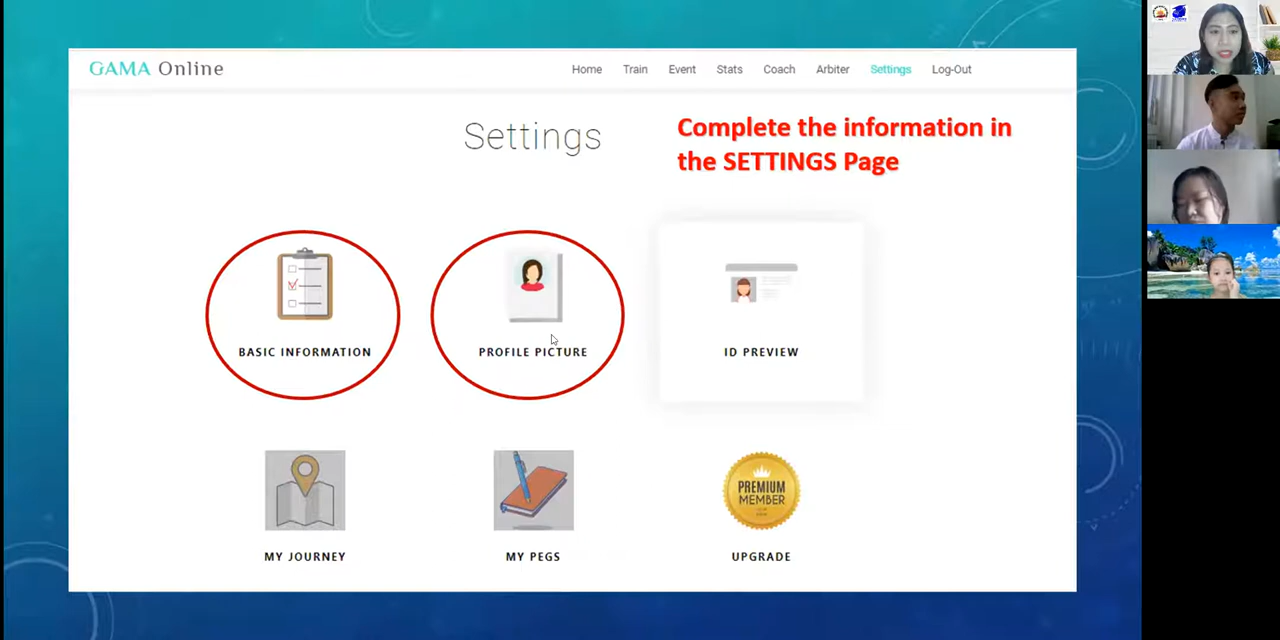 GAMA Online
Home Train Event Stats Coach Arbiter Settings Log-Out
Settings
Complete the information in
the SETTINGS Page
BASIC INFORMATION
PROFILE PICTURE
ID PREVIEW
PREMIUM
MEMBER
MY JOURNEY
MY PEGS
UPGRADE